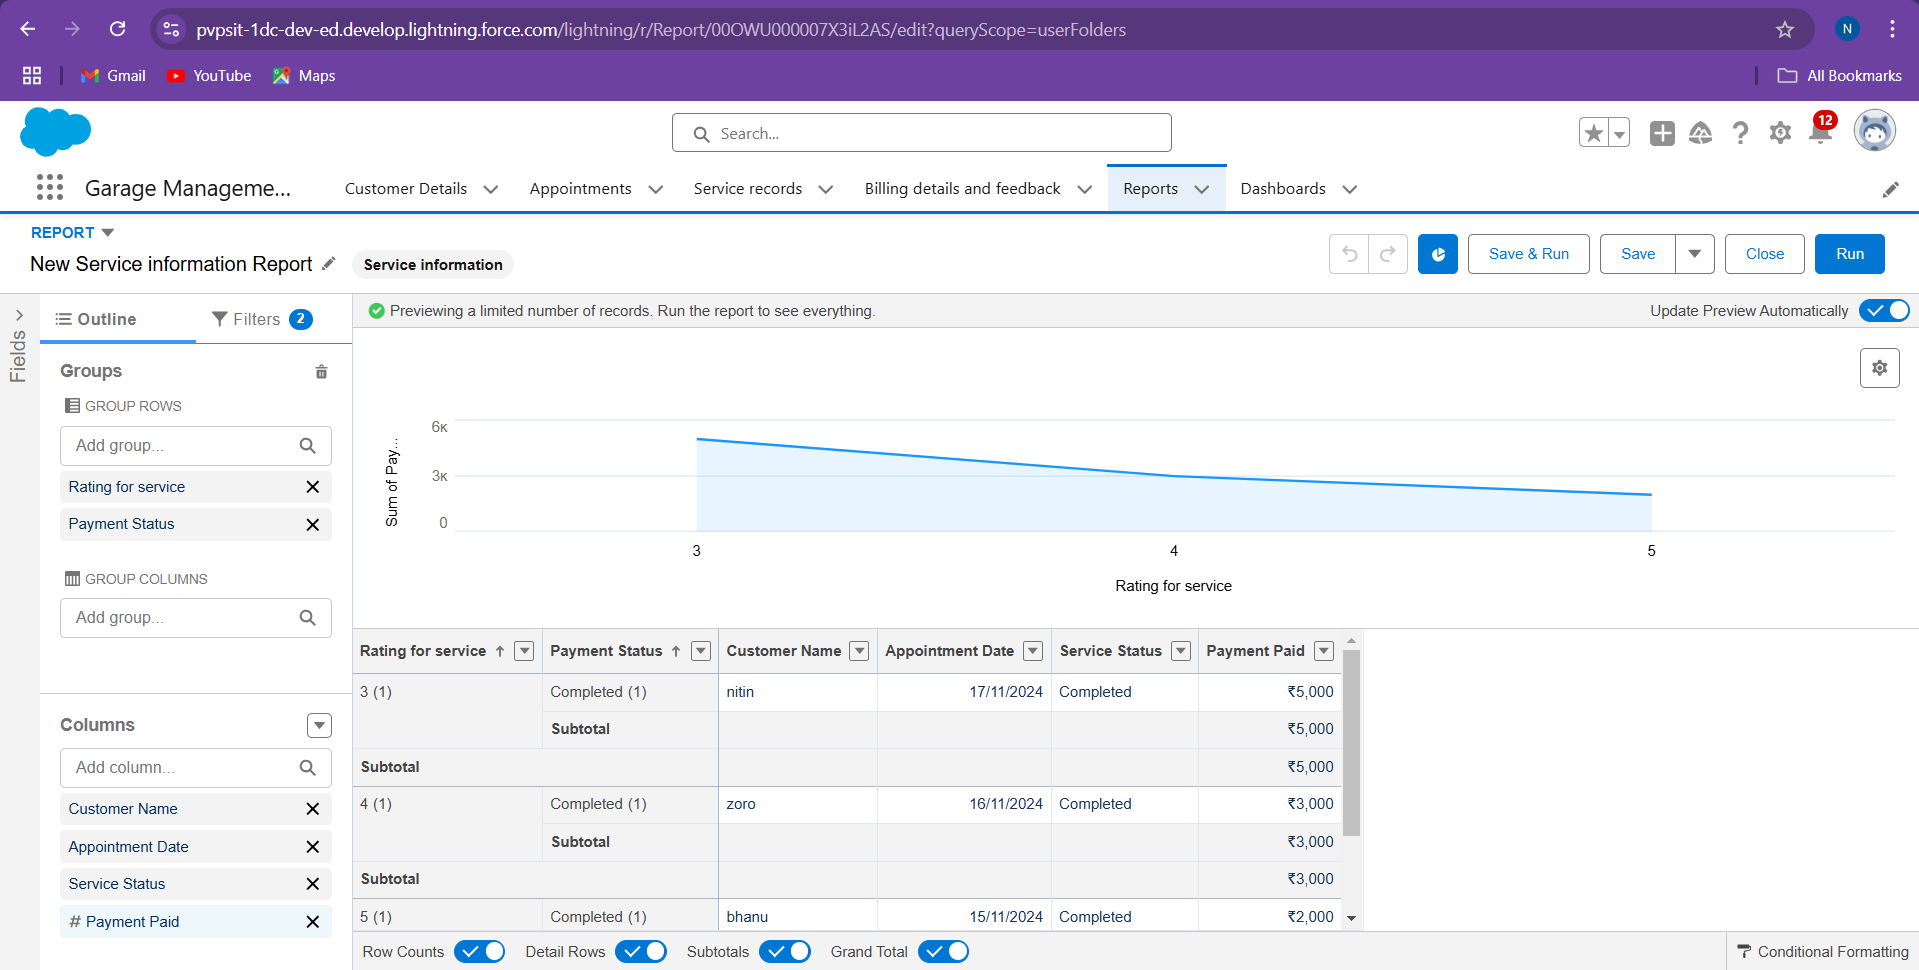 pvpsit-1dc-dev-ed.develop.lightning.force.com/lightning/r/Report/00OWU000007X3iL2AS/edit?queryScope=userFolders
N
Gmail YouTube Maps All Bookmarks
Search...
12
Garage Manageme... Customer Details Appointments Service records Billing details and feedback Reports Dashboards
REPORT
New Service information Report Service information
Save & Run Save Close Run
Fields
Outline Filters 2
Previewing a limited number of records. Run the report to see everything. Update Preview Automatically
Groups
GROUP ROWS
Add group...
Rating for service
Payment Status
GROUP COLUMNS
Add group...
Columns
Add column...
Customer Name
Appointment Date
Service Status
# Payment Paid
Sum of Pay...
6K
3K
0
3 4 5
Rating for service
Rating for service Payment Status Customer Name Appointment Date Service Status Payment Paid
3 (1) Completed (1) nitin 17/11/2024 Completed ₹5,000
Subtotal ₹5,000
Subtotal ₹5,000
4 (1) Completed (1) zoro 16/11/2024 Completed ₹3,000
Subtotal ₹3,000
Subtotal ₹3,000
5 (1) Completed (1) bhanu 15/11/2024 Completed ₹2,000
Row Counts Detail Rows Subtotals Grand Total Conditional Formatting